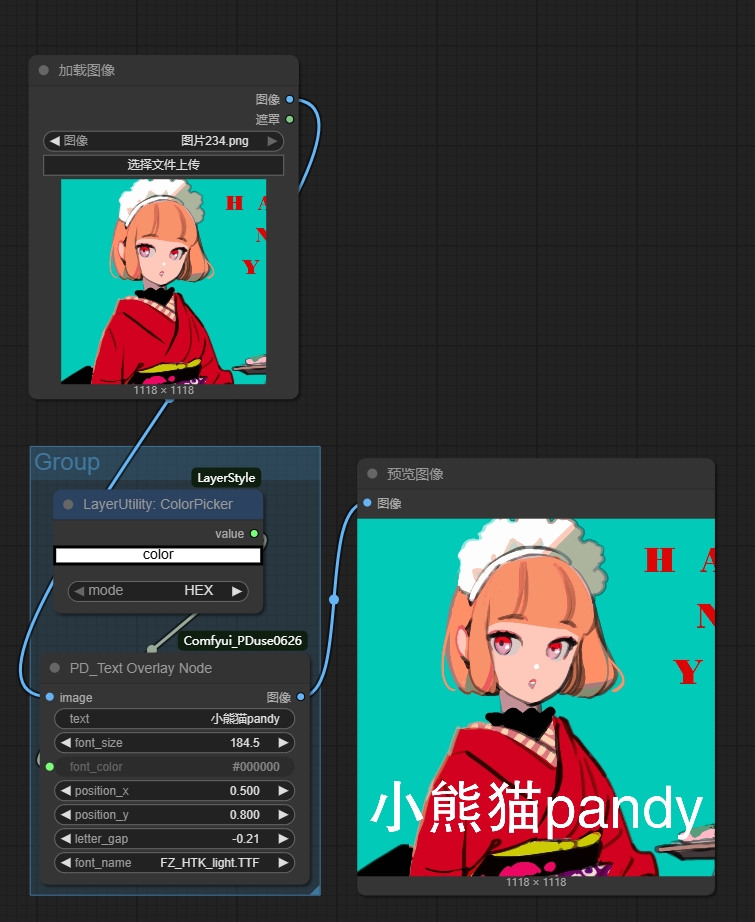 加载图像
图像
遮罩
图像 图片234.png
选择文件上传
H A
N
Y
1118 × 1118
Group
LayerStyle
LayerUtility: ColorPicker
value
color
mode HEX
Comfyui_PDuse0626
PD_Text Overlay Node
image 图像
text 小熊猫pandy
font_size 184.5
font_color #000000
position_x 0.500
position_y 0.800
letter_gap -0.21
font_name FZ_HTK_light.TTF
预览图像
图像
H A
N
Y
小熊猫pandy
1118 × 1118